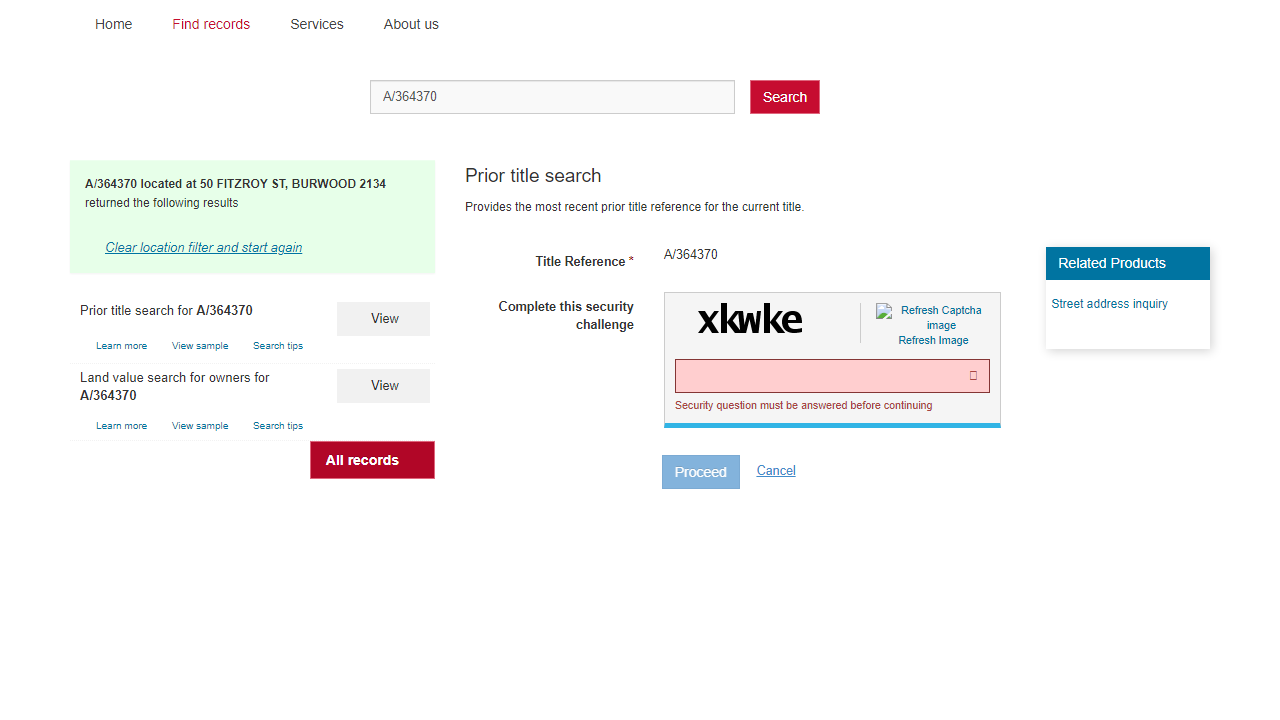 Home Find records Services About us
A/364370 Search
A/364370 located at 50 FITZROY ST, BURWOOD 2134
returned the following results
Clear location filter and start again
Prior title search for A/364370 View
Learn more View sample Search tips
Land value search for owners for
A/364370 View
Learn more View sample Search tips
All records
Prior title search
Provides the most recent prior title reference for the current title.
Title Reference * A/364370
Complete this security
challenge
xkwke
Refresh Captcha
image
Refresh Image
Security question must be answered before continuing
Proceed Cancel
Related Products
Street address inquiry